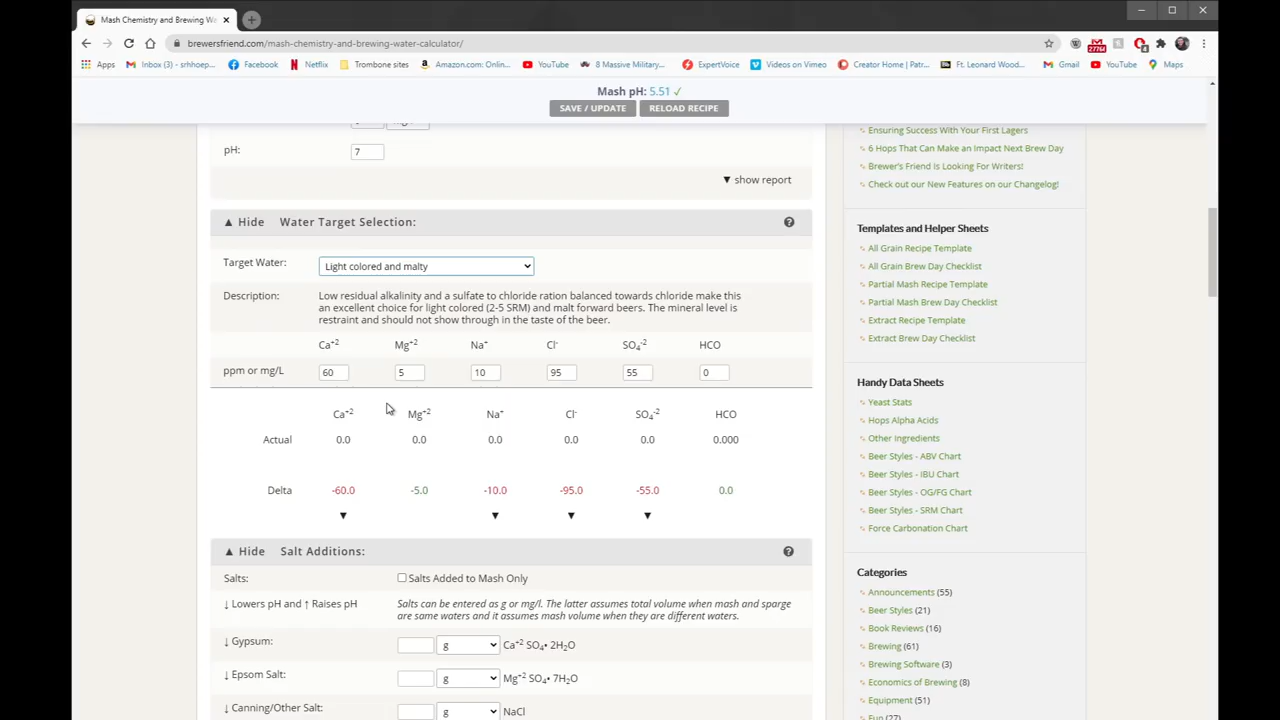 Mash Chemistry and Brewing Wa
brewersfriend.com/mash-chemistry-and-brewing-water-calculator/
Apps Inbox (3) - srhhoep... Facebook Netflix Trombone sites Amazon.com: Onlin... YouTube 8 Massive Military... ExpertVoice Videos on Vimeo Creator Home | Patr... Ft. Leonard Wood... Gmail YouTube Maps
Mash pH: 5.51 ✓
SAVE / UPDATE RELOAD RECIPE
pH: 7
▼ show report
▲ Hide Water Target Selection:
Target Water: Light colored and malty
Description: Low residual alkalinity and a sulfate to chloride ration balanced towards chloride make this
an excellent choice for light colored (2-5 SRM) and malt forward beers. The mineral level is
restraint and should not show through in the taste of the beer.
Ca+2 Mg+2 Na+ Cl- SO4-2 HCO
ppm or mg/L 60 5 10 95 55 0
Ca+2 Mg+2 Na+ Cl- SO4-2 HCO
Actual 0.0 0.0 0.0 0.0 0.0 0.000
Delta -60.0 -5.0 -10.0 -95.0 -55.0 0.0
▼ ▼ ▼ ▼
▲ Hide Salt Additions:
Salts: Salts Added to Mash Only
↓ Lowers pH and ↑ Raises pH Salts can be entered as g or mg/l. The latter assumes total volume when mash and sparge
are same waters and it assumes mash volume when they are different waters.
↓ Gypsum: g Ca+2 SO4• 2H2O
↓ Epsom Salt: g Mg+2 SO4• 7H2O
↓ Canning/Other Salt: g NaCl
Ensuring Success With Your First Lagers
6 Hops That Can Make an Impact Next Brew Day
Brewer's Friend is Looking For Writers!
Check out our New Features on our Changelog!
Templates and Helper Sheets
All Grain Recipe Template
All Grain Brew Day Checklist
Partial Mash Recipe Template
Partial Mash Brew Day Checklist
Extract Recipe Template
Extract Brew Day Checklist
Handy Data Sheets
Yeast Stats
Hops Alpha Acids
Other Ingredients
Beer Styles - ABV Chart
Beer Styles - IBU Chart
Beer Styles - OG/FG Chart
Beer Styles - SRM Chart
Force Carbonation Chart
Categories
Announcements (55)
Beer Styles (21)
Book Reviews (16)
Brewing (61)
Brewing Software (3)
Economics of Brewing (8)
Equipment (51)
Fun (27)